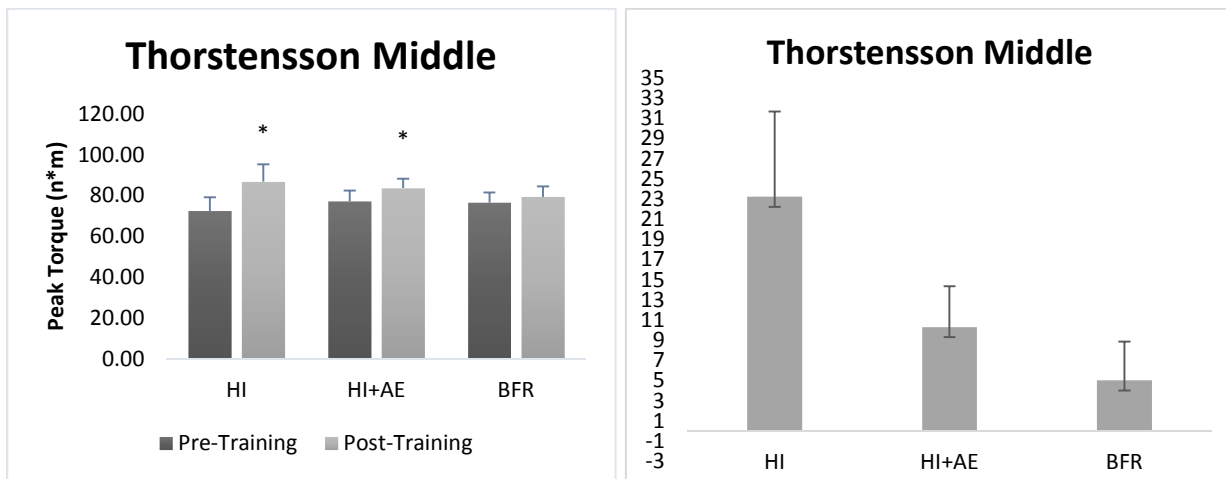 Thorstensson Middle
Peak Torque (n*m)
120.00
100.00
80.00
60.00
40.00
20.00
0.00
*
*
HI
HI+AE
BFR
Pre-Training
Post-Training
Thorstensson Middle
35
33
31
29
27
25
23
21
19
17
15
13
11
9
7
5
3
1
-1
-3
HI
HI+AE
BFR